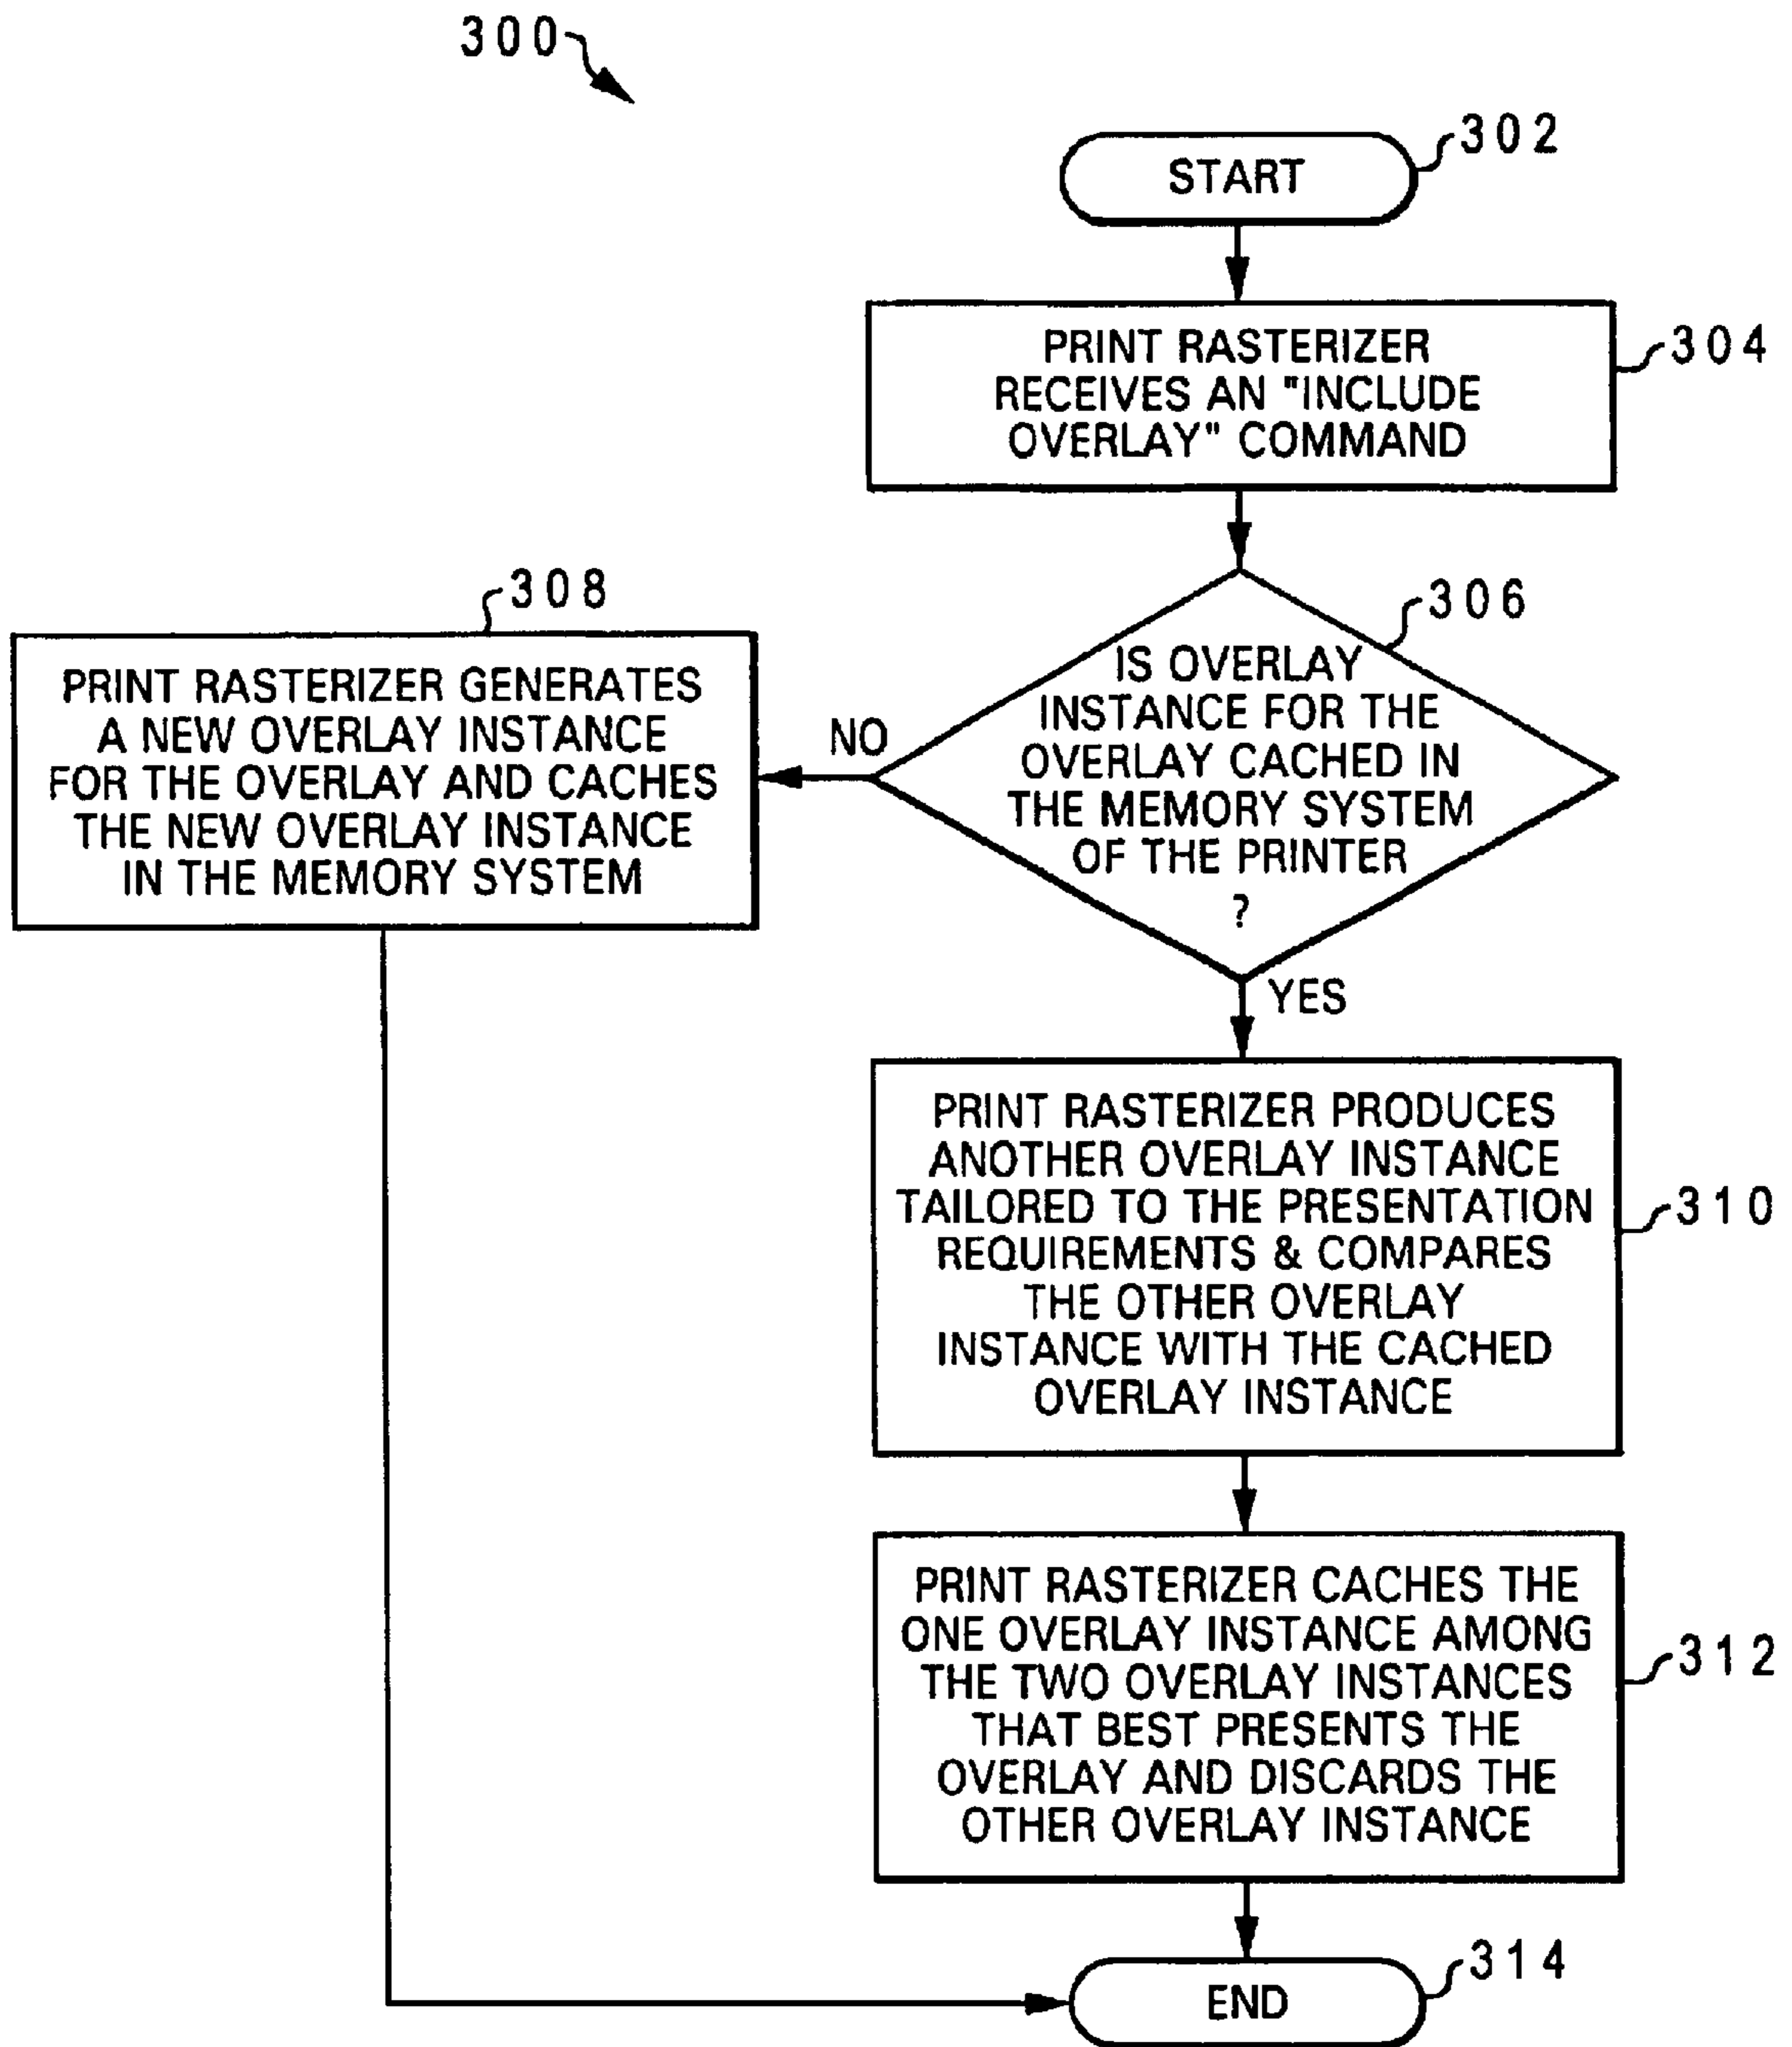 300
302
START
304
PRINT RASTERIZER
RECEIVES AN "INCLUDE
OVERLAY" COMMAND
306
IS OVERLAY
INSTANCE FOR THE
OVERLAY CACHED IN
THE MEMORY SYSTEM
OF THE PRINTER
?
NO
308
PRINT RASTERIZER GENERATES
A NEW OVERLAY INSTANCE
FOR THE OVERLAY AND CACHES
THE NEW OVERLAY INSTANCE
IN THE MEMORY SYSTEM
YES
310
PRINT RASTERIZER PRODUCES
ANOTHER OVERLAY INSTANCE
TAILORED TO THE PRESENTATION
REQUIREMENTS & COMPARES
THE OTHER OVERLAY
INSTANCE WITH THE CACHED
OVERLAY INSTANCE
312
PRINT RASTERIZER CACHES THE
ONE OVERLAY INSTANCE AMONG
THE TWO OVERLAY INSTANCES
THAT BEST PRESENTS THE
OVERLAY AND DISCARDS THE
OTHER OVERLAY INSTANCE
314
END